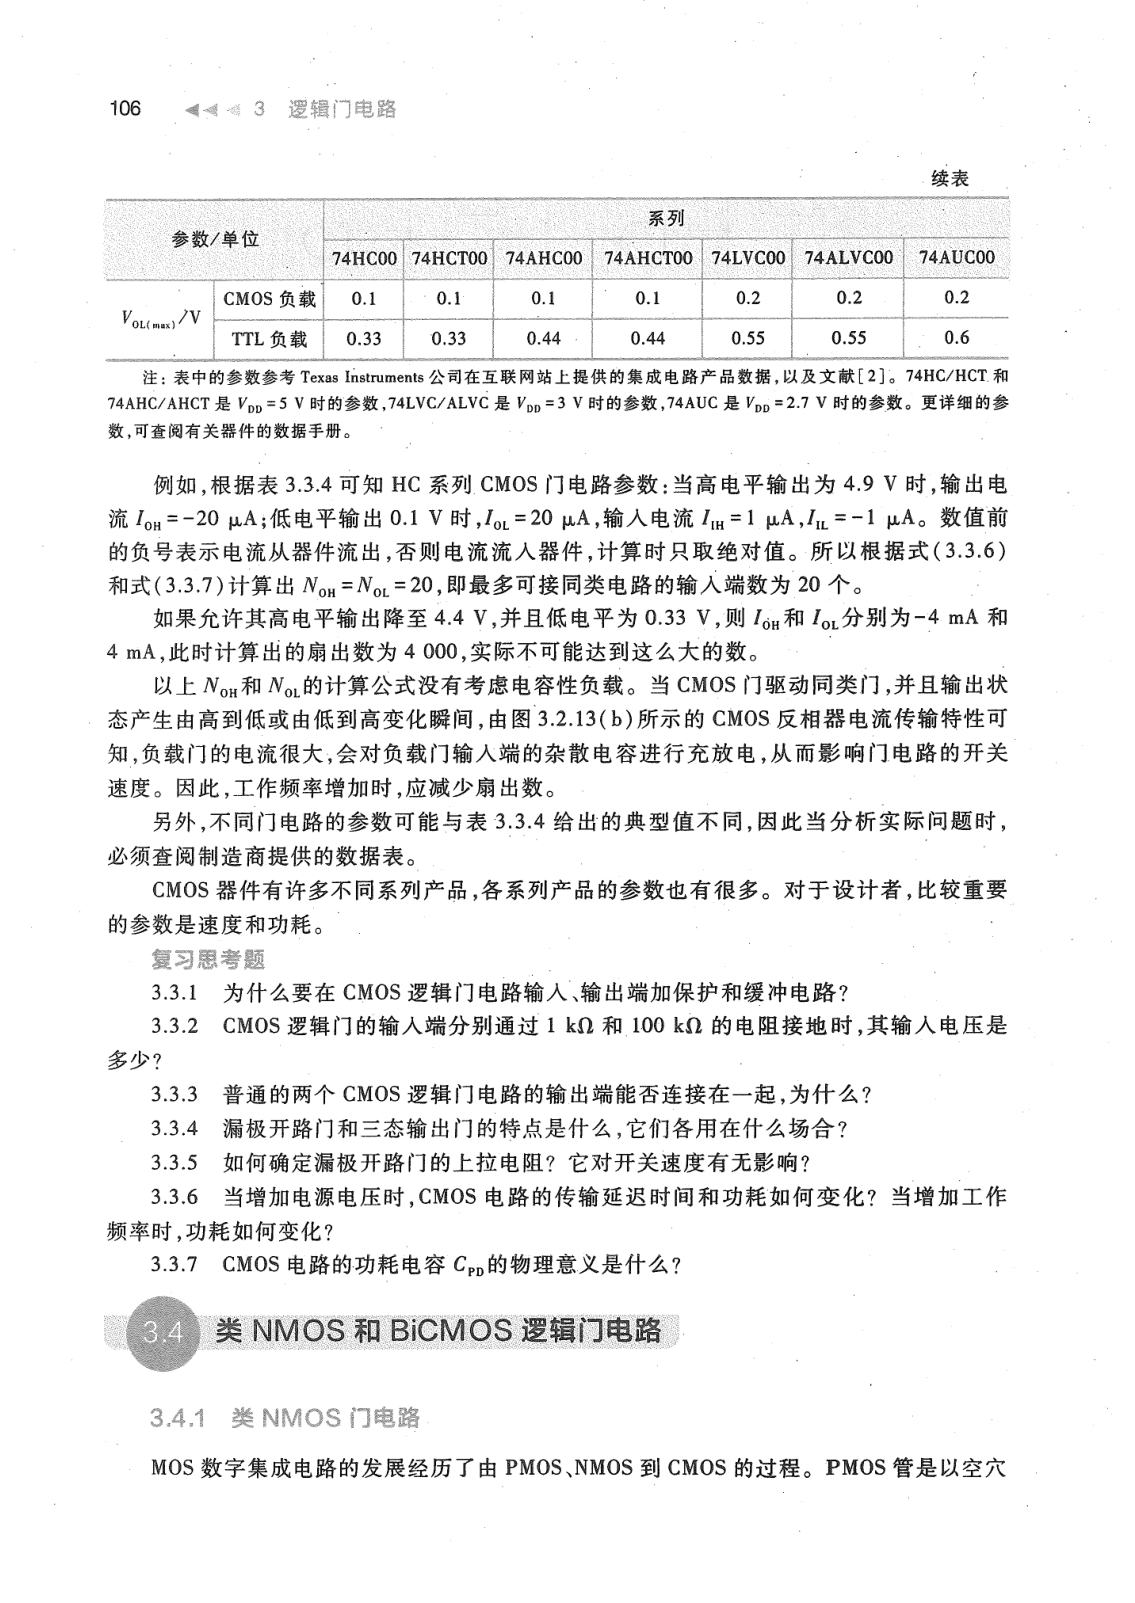 106 3 逻辑门电路
续表
参数/单位 系列
74HC00 74HCT00 74AHC00 74AHCT00 74LVC00 74ALVC00 74AUC00
V_OL(max)/V CMOS 负载 0.1 0.1 0.1 0.1 0.2 0.2 0.2
TTL 负载 0.33 0.33 0.44 0.44 0.55 0.55 0.6
注：表中的参数参考 Texas Instruments 公司在互联网站上提供的集成电路产品数据，以及文献[2]。74HC/HCT 和
74AHC/AHCT 是 V_DD=5 V 时的参数，74LVC/ALVC 是 V_DD=3 V 时的参数，74AUC 是 V_DD=2.7 V 时的参数。更详细的参
数，可查阅有关器件的数据手册。
例如，根据表 3.3.4 可知 HC 系列 CMOS 门电路参数：当高电平输出为 4.9 V 时，输出电
流 I_OH=-20 μA；低电平输出 0.1 V 时，I_OL=20 μA，输入电流 I_IH=1 μA，I_IL=-1 μA。数值前
的负号表示电流从器件流出，否则电流流入器件，计算时只取绝对值。所以根据式(3.3.6)
和式(3.3.7)计算出 N_OH=N_OL=20，即最多可接同类电路的输入端数为 20 个。
如果允许其高电平输出降至 4.4 V，并且低电平为 0.33 V，则 I_OH和 I_OL分别为-4 mA 和
4 mA，此时计算出的扇出数为 4 000，实际不可能达到这么大的数。
以上 N_OH和 N_OL的计算公式没有考虑电容性负载。当 CMOS 门驱动同类门，并且输出状
态产生由高到低或由低到高变化瞬间，由图 3.2.13(b)所示的 CMOS 反相器电流传输特性可
知，负载门的电流很大，会对负载门输入端的杂散电容进行充放电，从而影响门电路的开关
速度。因此，工作频率增加时，应减少扇出数。
另外，不同门电路的参数可能与表 3.3.4 给出的典型值不同，因此当分析实际问题时，
必须查阅制造商提供的数据表。
CMOS 器件有许多不同系列产品，各系列产品的参数也有很多。对于设计者，比较重要
的参数是速度和功耗。
复习思考题
3.3.1 为什么要在 CMOS 逻辑门电路输入、输出端加保护和缓冲电路？
3.3.2 CMOS 逻辑门的输入端分别通过 1 kΩ 和 100 kΩ 的电阻接地时，其输入电压是
多少？
3.3.3 普通的两个 CMOS 逻辑门电路的输出端能否连接在一起，为什么？
3.3.4 漏极开路门和三态输出门的特点是什么，它们各用在什么场合？
3.3.5 如何确定漏极开路门的上拉电阻？它对开关速度有无影响？
3.3.6 当增加电源电压时，CMOS 电路的传输延迟时间和功耗如何变化？当增加工作
频率时，功耗如何变化？
3.3.7 CMOS 电路的功耗电容 C_PD的物理意义是什么？
3.4 类 NMOS 和 BiCMOS 逻辑门电路
3.4.1 类 NMOS 门电路
MOS 数字集成电路的发展经历了由 PMOS、NMOS 到 CMOS 的过程。PMOS 管是以空穴